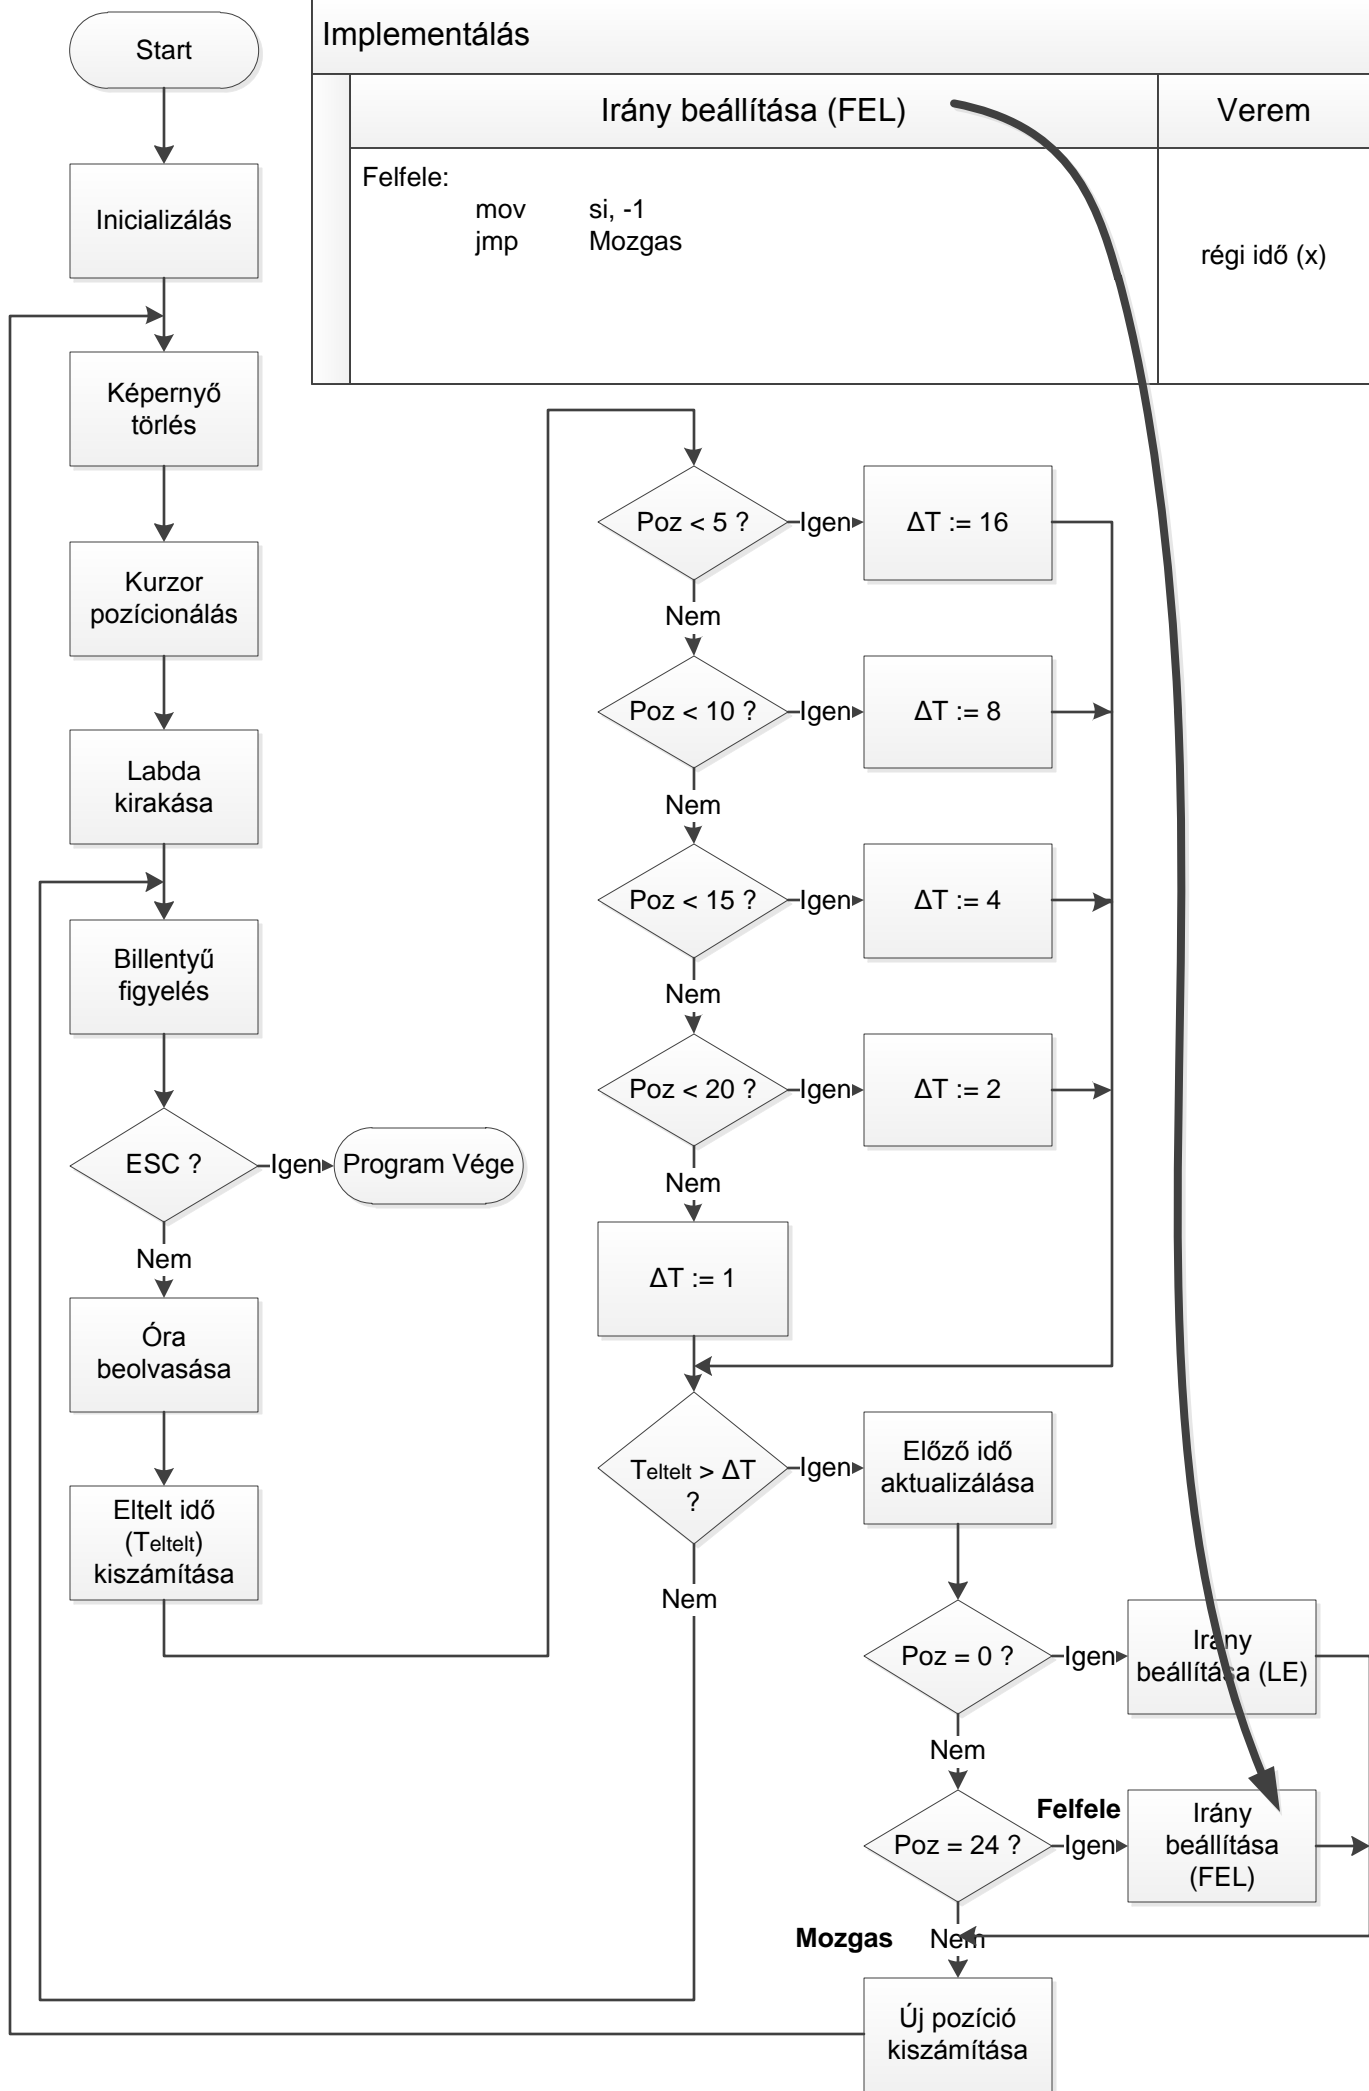 Start
Implementálás
Irány beállítása (FEL)
Verem
Felfele:
mov si, -1
jmp Mozgas
régi idő (x)
Inicializálás
Képernyő
törlés
Kurzor
pozícionálás
Labda
kirakása
Billentyű
figyelés
ESC ?
Igen
Program Vége
Nem
Óra
beolvasása
Eltelt idő
(Teltelt)
kiszámítása
Poz < 5 ?
Igen
ΔT := 16
Nem
Poz < 10 ?
Igen
ΔT := 8
Nem
Poz < 15 ?
Igen
ΔT := 4
Nem
Poz < 20 ?
Igen
ΔT := 2
Nem
ΔT := 1
Teltelt > ΔT
?
Igen
Előző idő
aktualizálása
Nem
Poz = 0 ?
Igen
Irány
beállítása (LE)
Nem
Poz = 24 ?
Felfele
Igen
Irány
beállítása
(FEL)
Mozgas
Nem
Új pozíció
kiszámítása